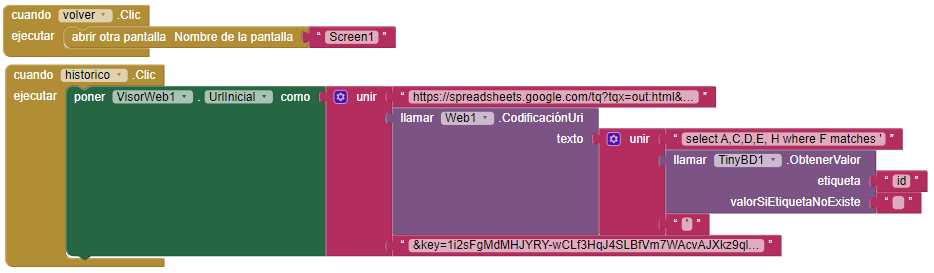 cuando volver .Clic
ejecutar abrir otra pantalla Nombre de la pantalla " Screen1 "
cuando historico .Clic
ejecutar poner VisorWeb1 . UrlInicial como unir " https://spreadsheets.google.com/tq?tqx=out:html&... "
llamar Web1 .CodificaciónUri
texto unir " select A,C,D,E, H where F matches ' "
llamar TinyBD1 .ObtenerValor
etiqueta " id "
valorSiEtiquetaNoExiste " "
" ' "
" &key=1i2sFgMdMHJYRY-wCLf3HqJ4SLBfVm7WAcvAJXkz9ql... "